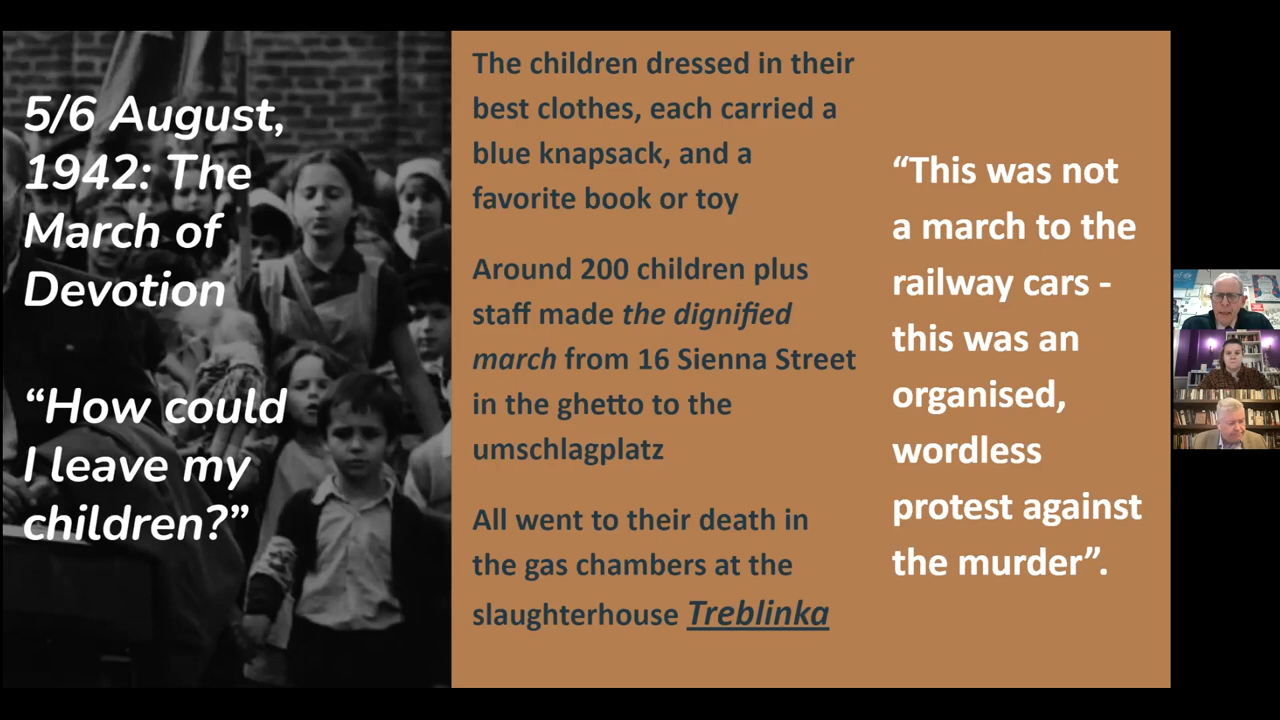 5/6 August,
1942: The
March of
Devotion
“How could
I leave my
children?”
The children dressed in their
best clothes, each carried a
blue knapsack, and a
favorite book or toy
Around 200 children plus
staff made the dignified
march from 16 Sienna Street
in the ghetto to the
umschlagplatz
All went to their death in
the gas chambers at the
slaughterhouse Treblinka
“This was not
a march to the
railway cars -
this was an
organised,
wordless
protest against
the murder”.